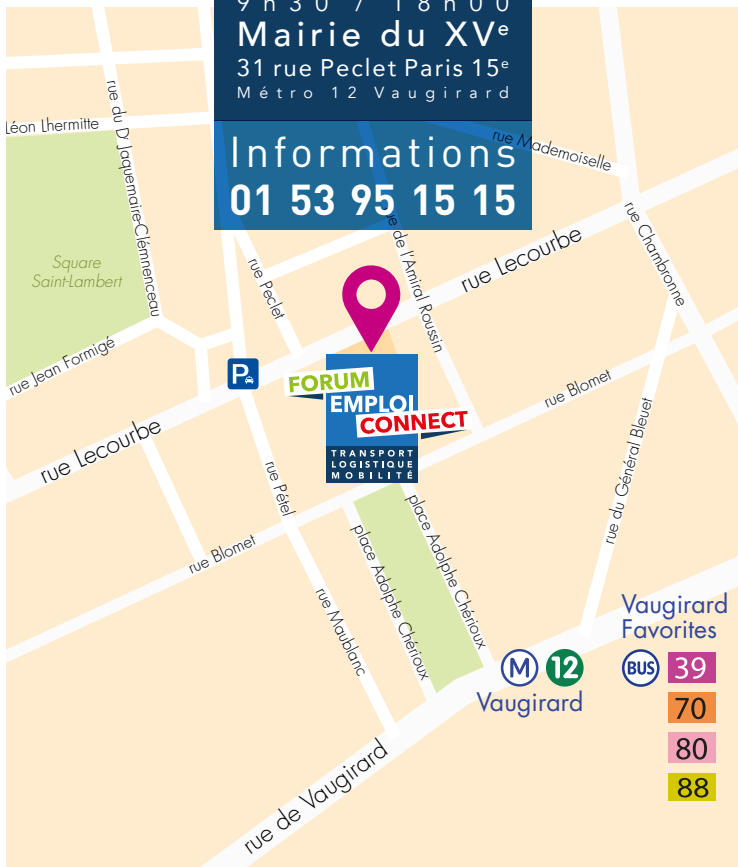 9h30 / 18h00
Mairie du XVe
31 rue Peclet Paris 15e
Métro 12 Vaugirard
Informations
01 53 95 15 15
Léon Lhermitte
rue du Dr Jaquemaire-Clémnenceau
rue Mademoiselle
rue Chambronne
Square
Saint-Lambert
rue Peclet
de l'Amiral Roussin
rue Lecourbe
rue Jean Formigé
P
FORUM
EMPLOI
CONNECT
TRANSPORT
LOGISTIQUE
MOBILITÉ
rue Blomet
rue Lecourbe
rue Pétel
rue du Général Bleuet
rue Blomet
place Adolphe Chérioux
place Adolphe Chérioux
rue Maublanc
Vaugirard
Favorites
M 12
Vaugirard
BUS 39
70
80
88
rue de Vaugirard